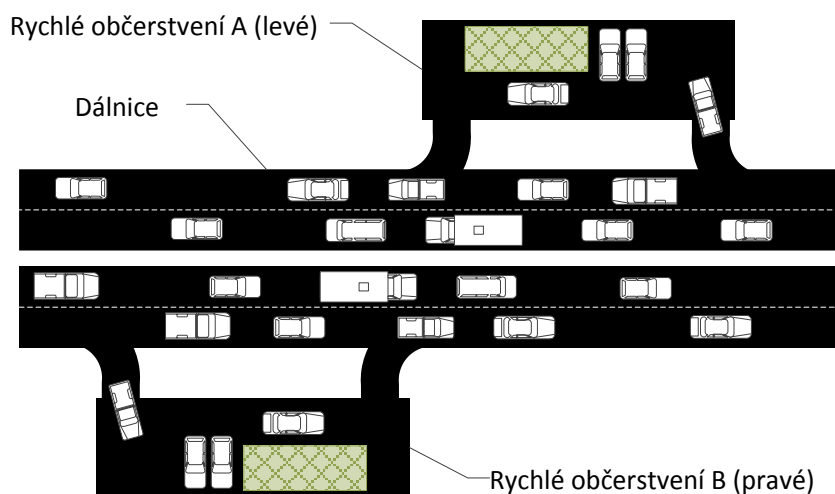 Rychlé občerstvení A (levé)
Dálnice
Rychlé občerstvení B (pravé)